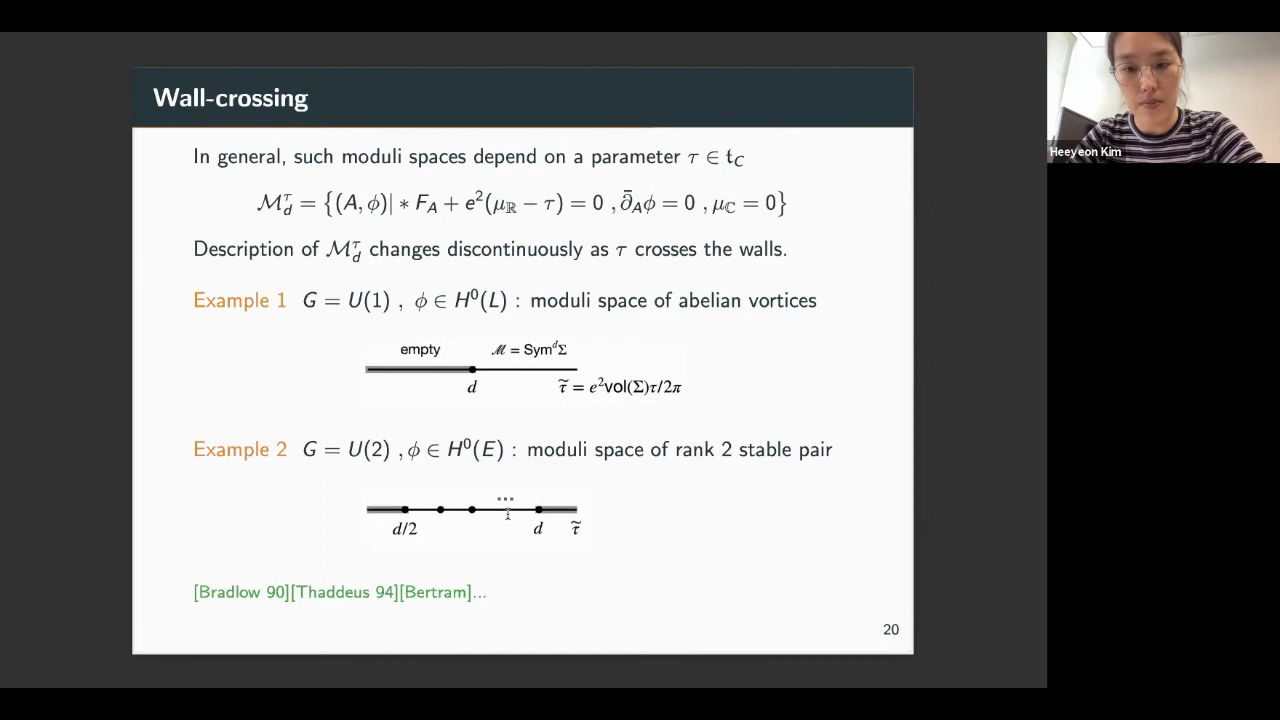 Wall-crossing
In general, such moduli spaces depend on a parameter τ ∈ 𝔱_C
ℳ_d^τ = {(A, ϕ)| ∗ F_A + e²(μ_ℝ − τ) = 0 , ∂̄_Aϕ = 0 , μ_ℂ = 0}
Description of ℳ_d^τ changes discontinuously as τ crosses the walls.
Example 1 G = U(1) , ϕ ∈ H⁰(L) : moduli space of abelian vortices
empty ℳ = Sym^dΣ
d τ̃ = e²vol(Σ)τ/2π
Example 2 G = U(2) , ϕ ∈ H⁰(E) : moduli space of rank 2 stable pair
...
d/2 d τ̃
[Bradlow 90][Thaddeus 94][Bertram]...
20
Heeyeon Kim